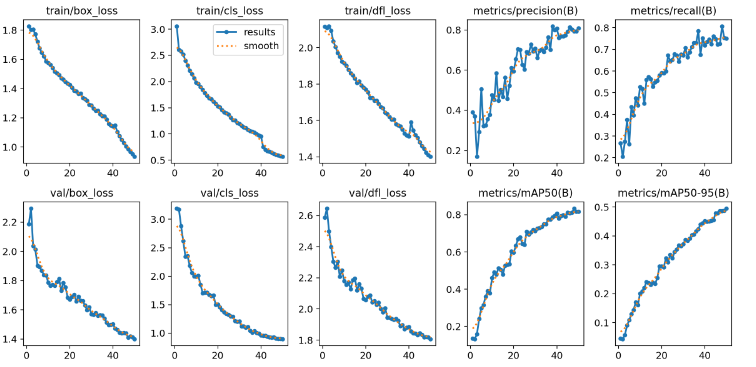 train/box_loss
train/cls_loss
train/dfl_loss
metrics/precision(B)
metrics/recall(B)
1.8
1.6
1.4
1.2
1.0
0 20 40
3.0
2.5
2.0
1.5
1.0
0.5
0 20 40
results
smooth
2.0
1.8
1.6
1.4
0 20 40
0.8
0.6
0.4
0.2
0 20 40
0.8
0.7
0.6
0.5
0.4
0.3
0.2
0 20 40
val/box_loss
val/cls_loss
val/dfl_loss
metrics/mAP50(B)
metrics/mAP50-95(B)
2.2
2.0
1.8
1.6
1.4
0 20 40
3.0
2.5
2.0
1.5
1.0
0 20 40
2.6
2.4
2.2
2.0
1.8
0 20 40
0.8
0.6
0.4
0.2
0 20 40
0.5
0.4
0.3
0.2
0.1
0 20 40